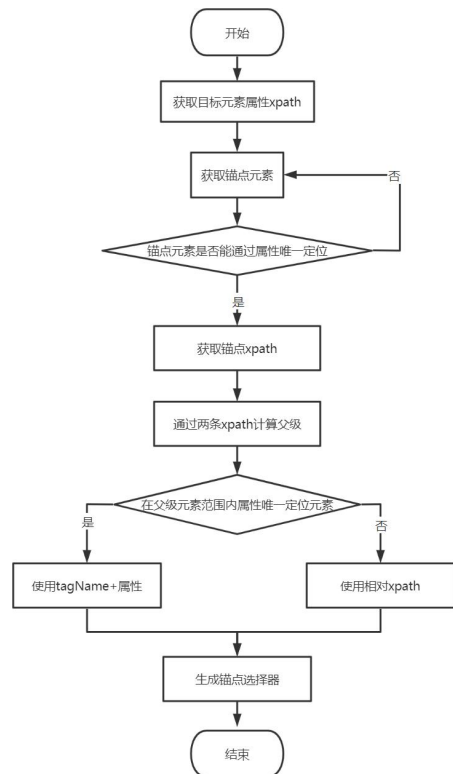 开始
获取目标元素属性xpath
获取锚点元素
否
锚点元素是否能通过属性唯一定位
是
获取锚点xpath
通过两条xpath计算父级
在父级元素范围内属性唯一定位元素
是
否
使用tagName+属性
使用相对xpath
生成锚点选择器
结束